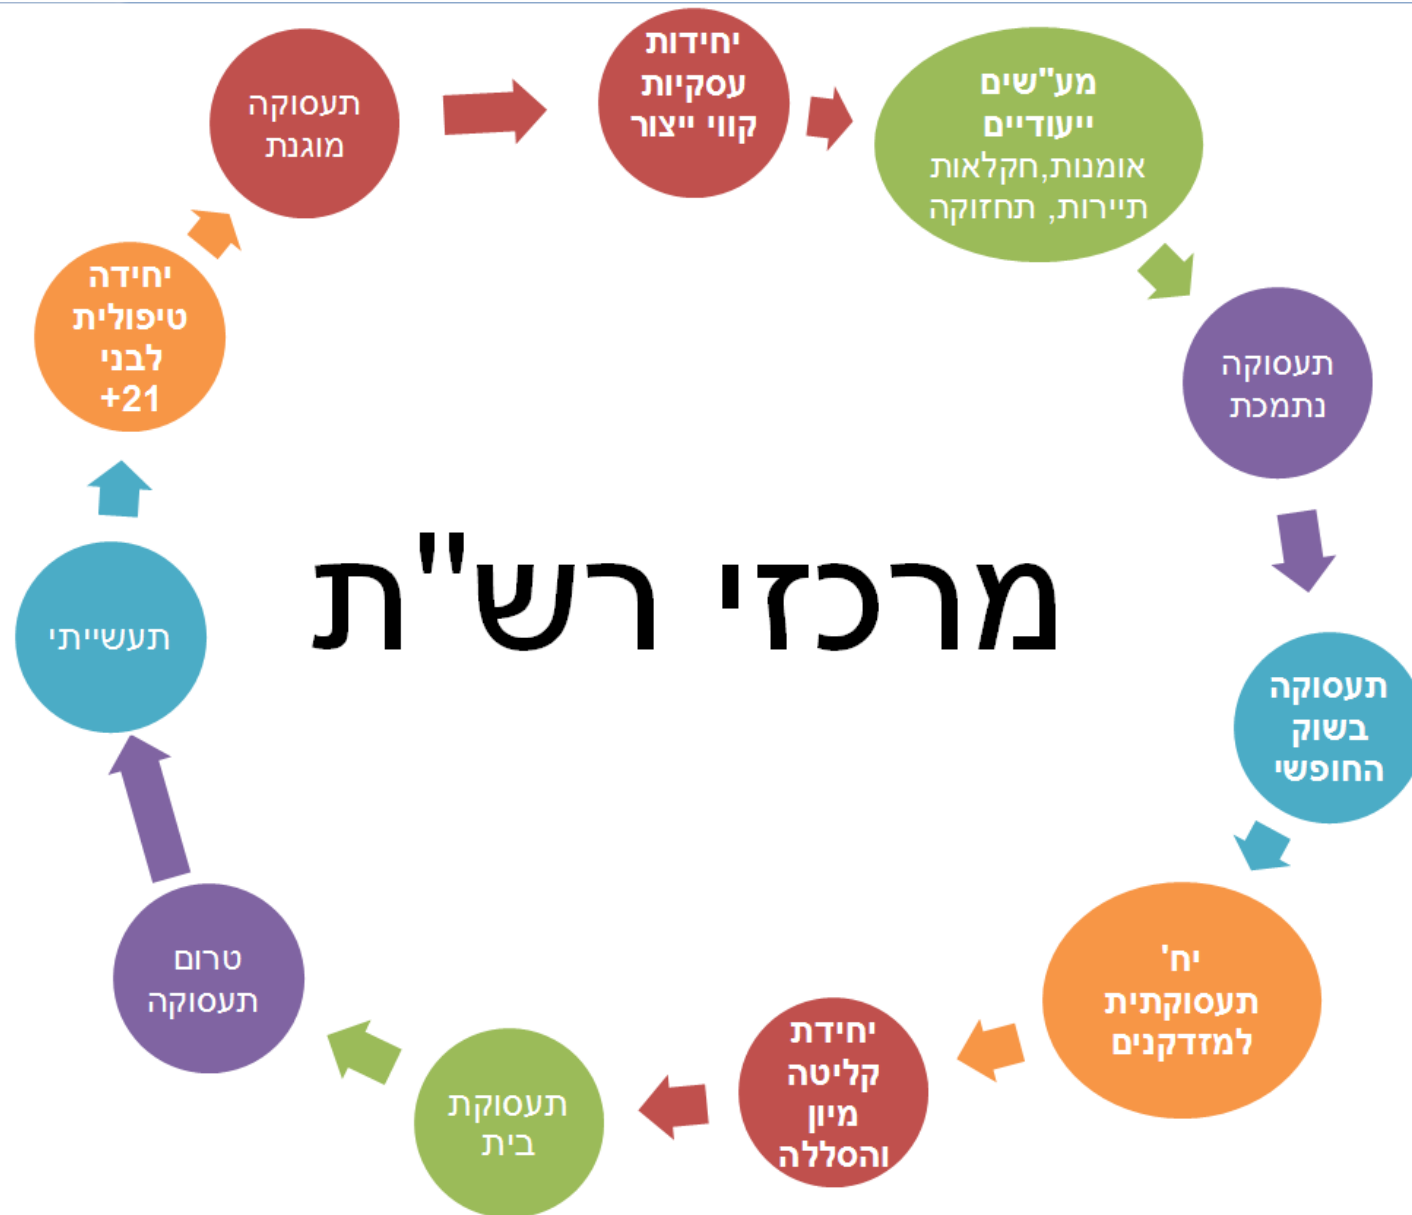 יחידות
עסקיות
קווי ייצור
מע"שים
ייעודיים
אומנות,חקלאות
תיירות, תחזוקה
תעסוקה
נתמכת
תעסוקה
בשוק
החופשי
יח'
תעסוקתית
למזדקנים
יחידת
קליטה
מיון
והסללה
תעסוקת
בית
טרום
תעסוקה
תעשייתי
יחידה
טיפולית
לבני
21+
תעסוקה
מוגנת
מרכזי רש"ת